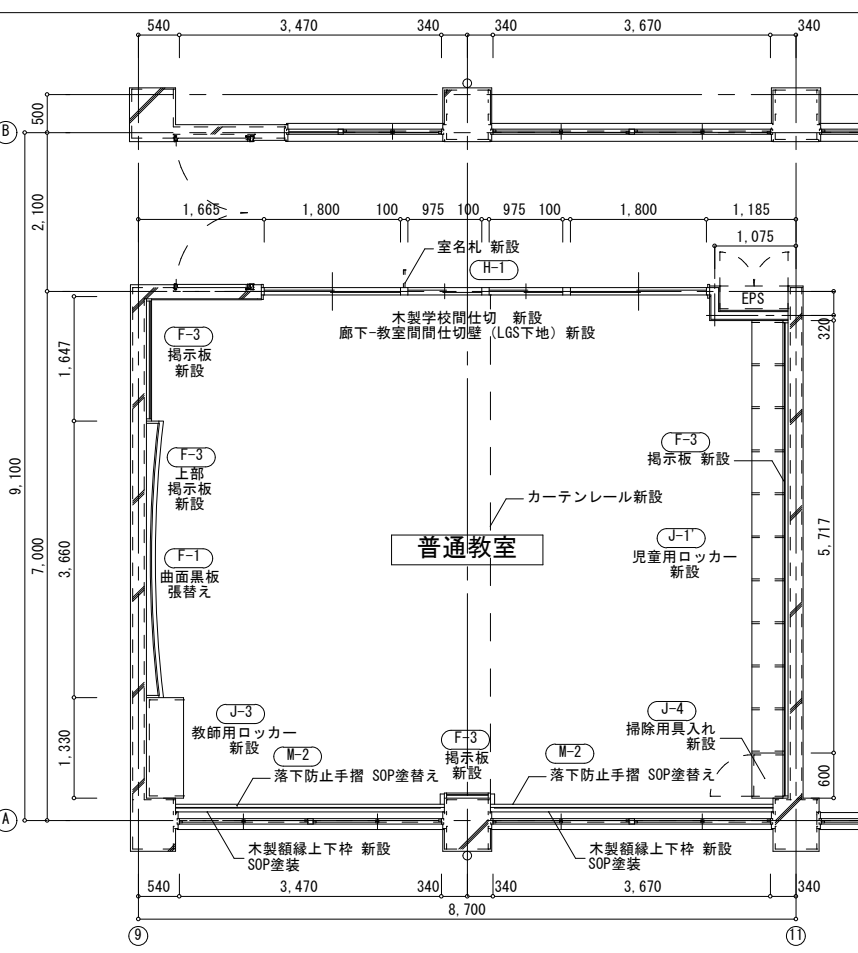 540 3,470 340 340 3,670 340
500
B
2,100
1,665 1,800 100 975 100 975 100 1,800 1,185
1,075
室名札 新設
H-1
EPS
木製学校間仕切 新設
廊下-教室間間仕切壁（LGS下地）新設
320
F-3
掲示板
新設
1,647
F-3
上部
掲示板
新設
F-3
掲示板 新設
9,100
7,000
3,660
カーテンレール新設
普通教室
F-1
曲面黒板
張替え
J-1'
児童用ロッカー
新設
5,717
J-3
教師用ロッカー
新設
J-4
掃除用具入れ
新設
1,330
F-3
掲示板
新設
M-2
落下防止手摺 SOP塗替え
M-2
落下防止手摺 SOP塗替え
600
A
木製額縁上下枠 新設
SOP塗装
木製額縁上下枠 新設
SOP塗装
540 3,470 340 340 3,670 340
8,700
9 11